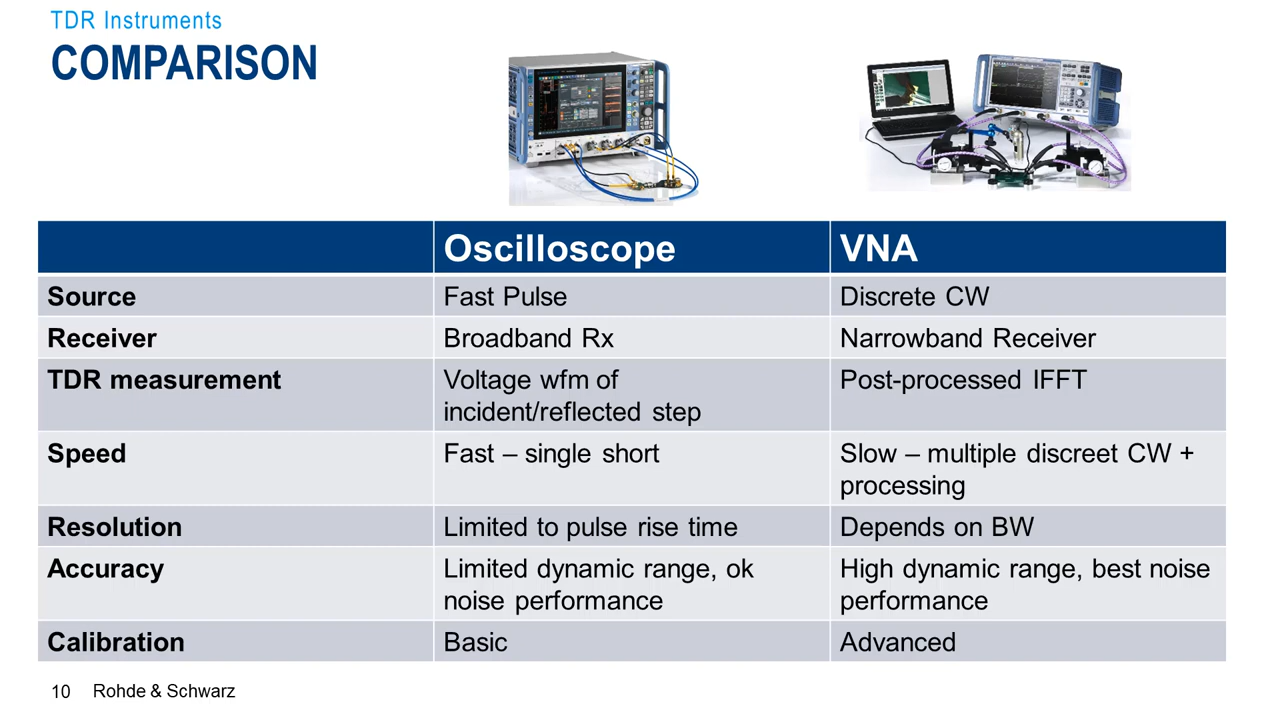 TDR Instruments
COMPARISON
Oscilloscope VNA
Source Fast Pulse Discrete CW
Receiver Broadband Rx Narrowband Receiver
TDR measurement Voltage wfm of Post-processed IFFT
incident/reflected step
Speed Fast – single short Slow – multiple discreet CW +
processing
Resolution Limited to pulse rise time Depends on BW
Accuracy Limited dynamic range, ok High dynamic range, best noise
noise performance performance
Calibration Basic Advanced
10 Rohde & Schwarz